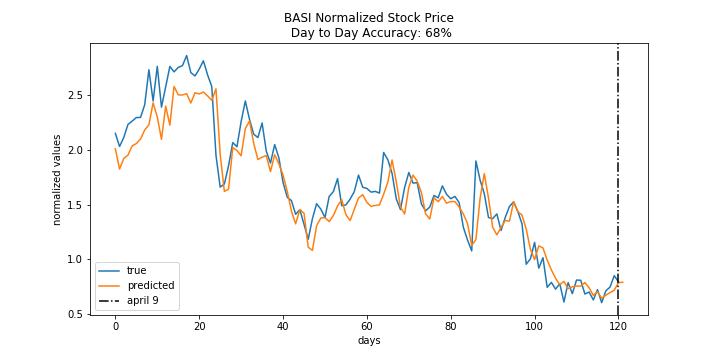 BASI Normalized Stock Price
Day to Day Accuracy: 68%
normalized values
2.5
2.0
1.5
1.0
0.5
true
predicted
april 9
0 20 40 60 80 100 120
days